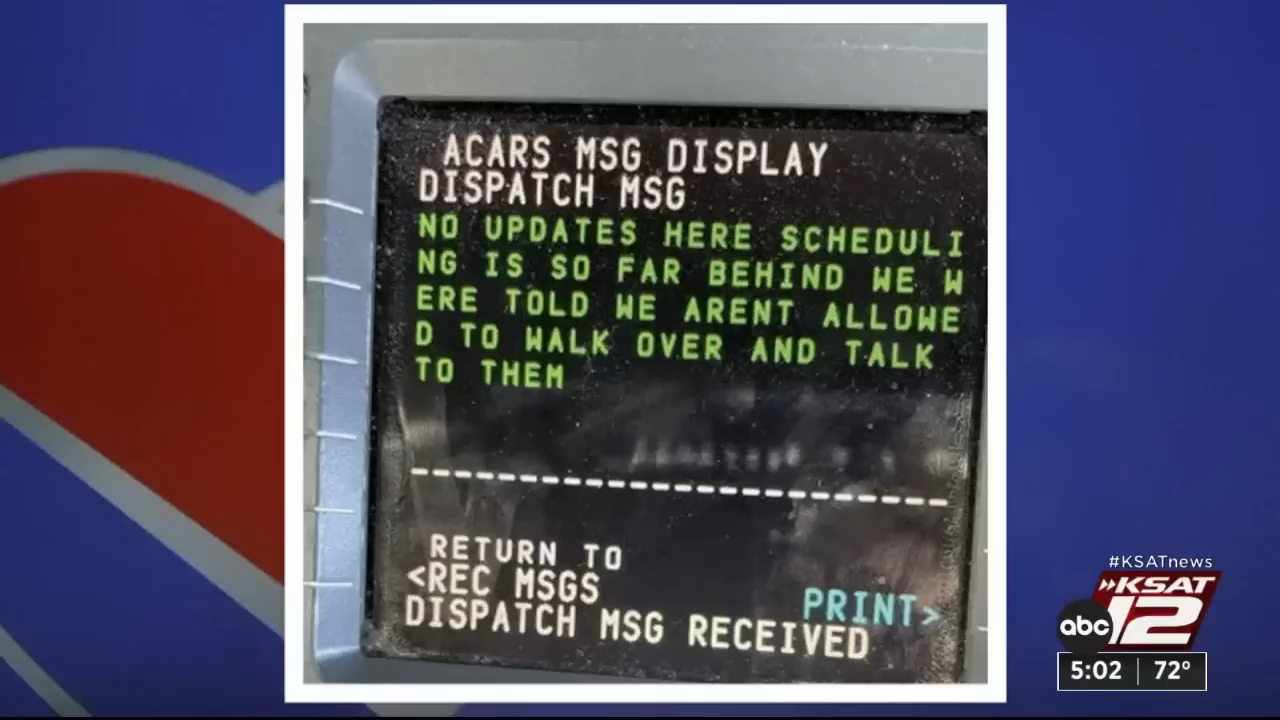 ACARS MSG DISPLAY
DISPATCH MSG
NO UPDATES HERE SCHEDULI
NG IS SO FAR BEHIND WE W
ERE TOLD WE ARENT ALLOWE
D TO WALK OVER AND TALK
TO THEM
RETURN TO
<REC MSGS
PRINT>
DISPATCH MSG RECEIVED
#KSATnews
KSAT
abc 12
5:02 | 72°